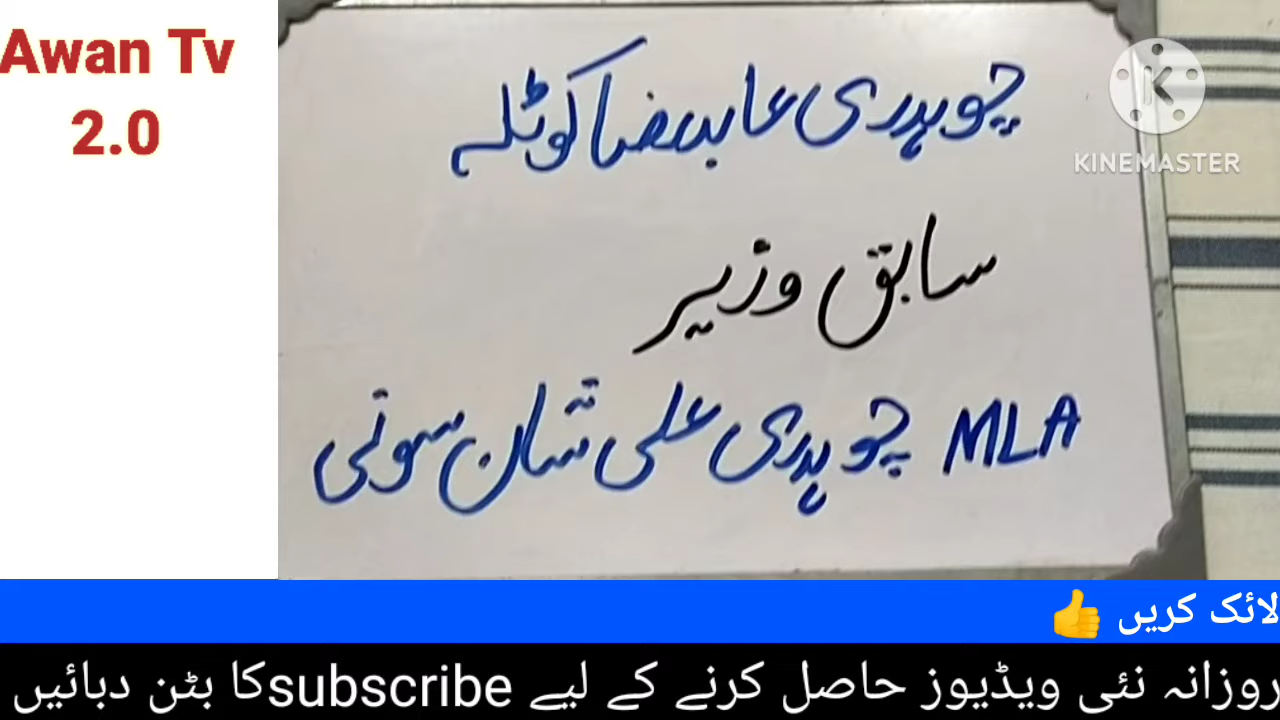 Awan Tv
2.0
KINEMASTER
چوہدری عابد رضا کوٹلہ
سابق وزیر
MLA چوہدری علی شان سونی
لائک کریں 👍
روزانہ نئی ویڈیوز حاصل کرنے کے لیے subscribe کا بٹن دبائیں